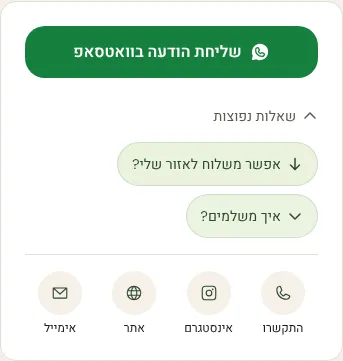 שליחת הודעה בוואטסאפ
שאלות נפוצות
אפשר משלוח לאזור שלי?
איך משלמים?
התקשרו
אינסטגרם
אתר
אימייל